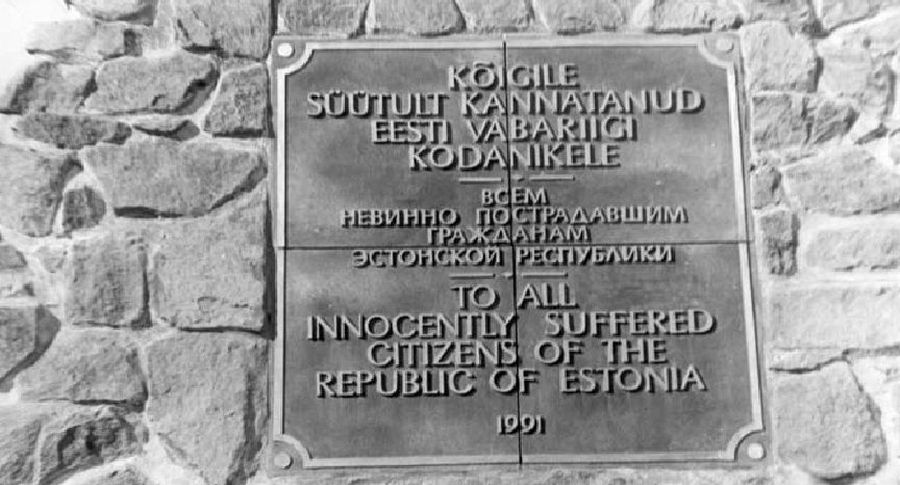 KÕIGILE
SÜÜTULT KANNATANUD
EESTI VABARIIGI
KODANIKELE
ВСЕМ
НЕВИННО ПОСТРАДАВШИМ
ГРАЖДАНАМ
ЭСТОНСКОЙ РЕСПУБЛИКИ
TO ALL
INNOCENTLY SUFFERED
CITIZENS OF THE
REPUBLIC OF ESTONIA
1991